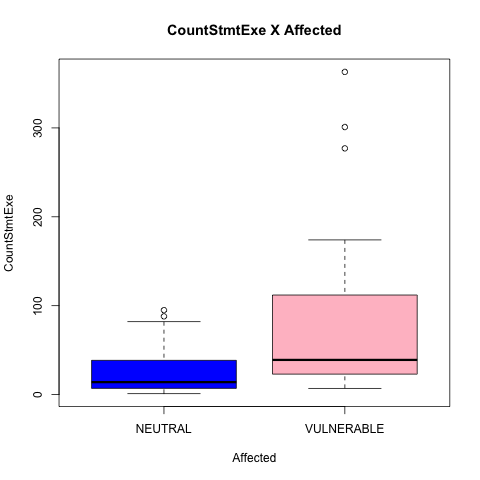 CountStmtExe X Affected
CountStmtExe
300
200
100
0
NEUTRAL
VULNERABLE
Affected